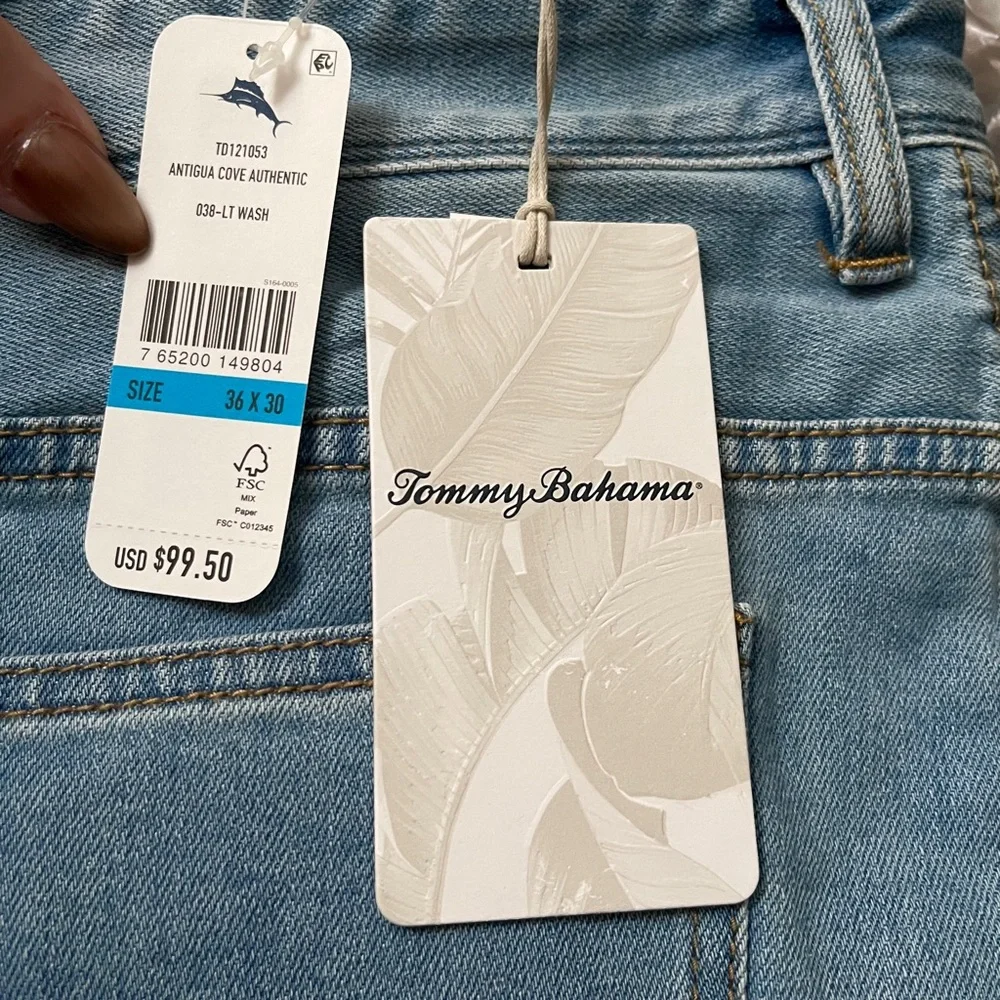 TD121053
ANTIGUA COVE AUTHENTIC
038-LT WASH
S164-0005
7 65200 149804
SIZE 36 X 30
FSC
MIX
Paper
FSC™ C012345
USD $99.50
Tommy Bahama®